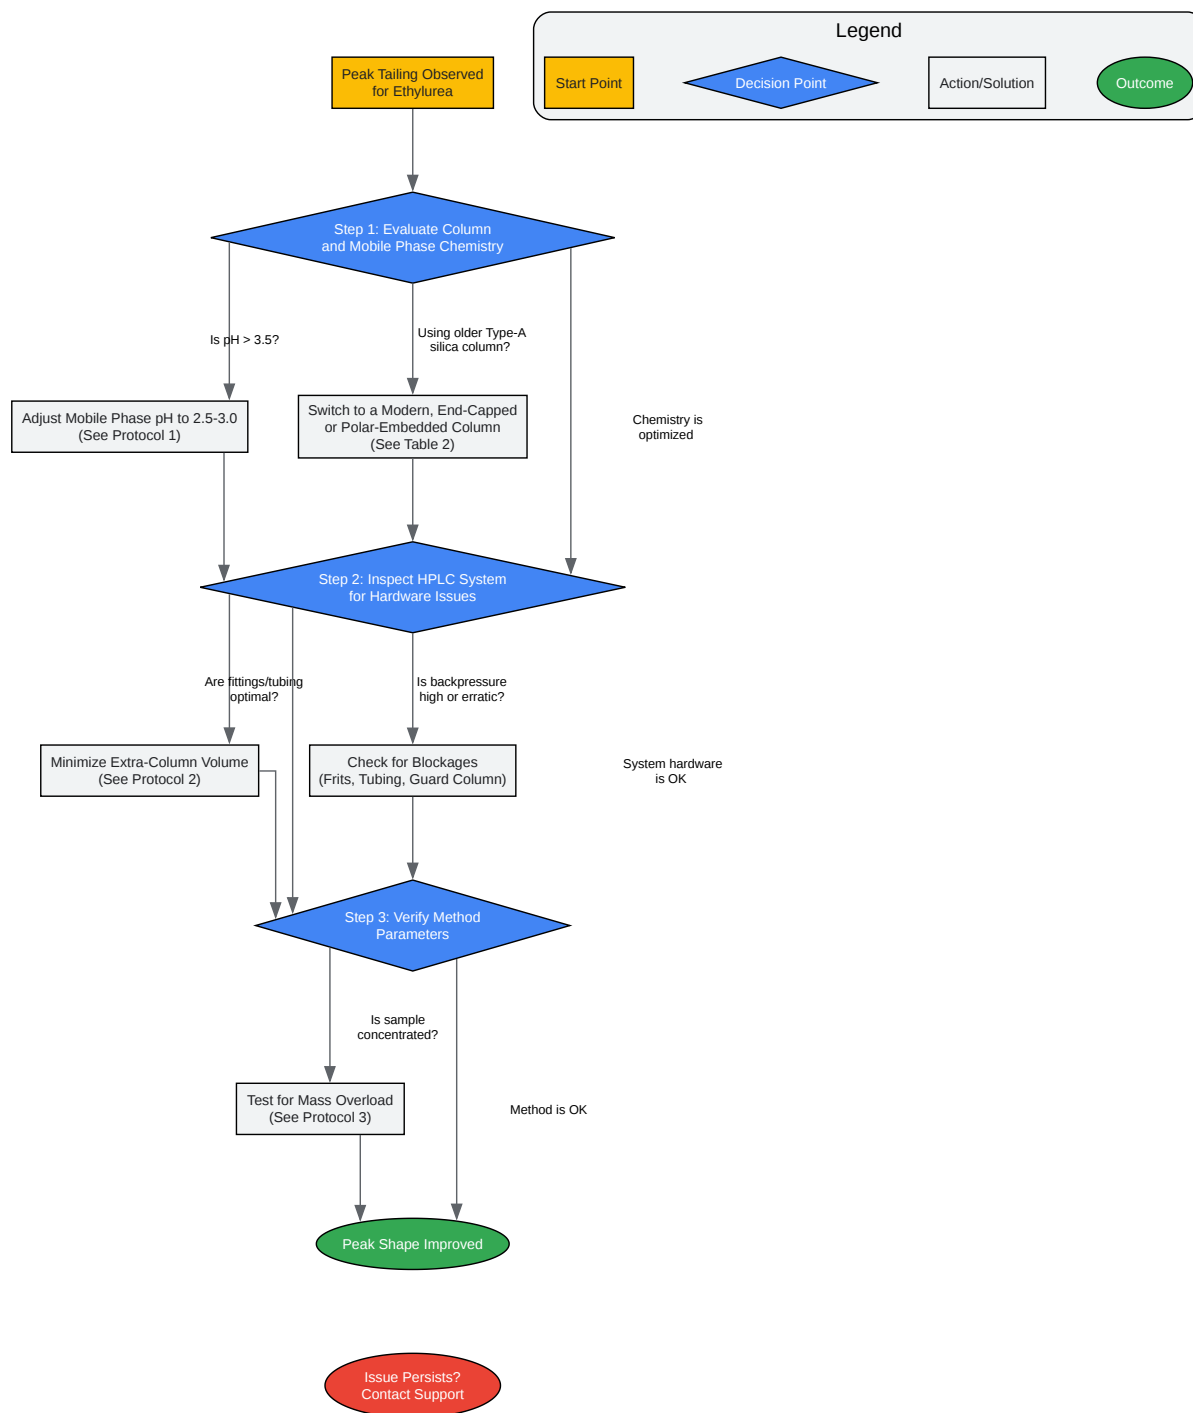 Legend
Start Point
Decision Point
Action/Solution
Outcome
Peak Tailing Observed
for Ethylurea
Step 1: Evaluate Column
and Mobile Phase Chemistry
Is pH > 3.5?
Using older Type-A
silica column?
Chemistry is
optimized
Adjust Mobile Phase pH to 2.5-3.0
(See Protocol 1)
Switch to a Modern, End-Capped
or Polar-Embedded Column
(See Table 2)
Step 2: Inspect HPLC System
for Hardware Issues
Are fittings/tubing
optimal?
Is backpressure
high or erratic?
System hardware
is OK
Minimize Extra-Column Volume
(See Protocol 2)
Check for Blockages
(Frits, Tubing, Guard Column)
Step 3: Verify Method
Parameters
Is sample
concentrated?
Method is OK
Test for Mass Overload
(See Protocol 3)
Peak Shape Improved
Issue Persists?
Contact Support